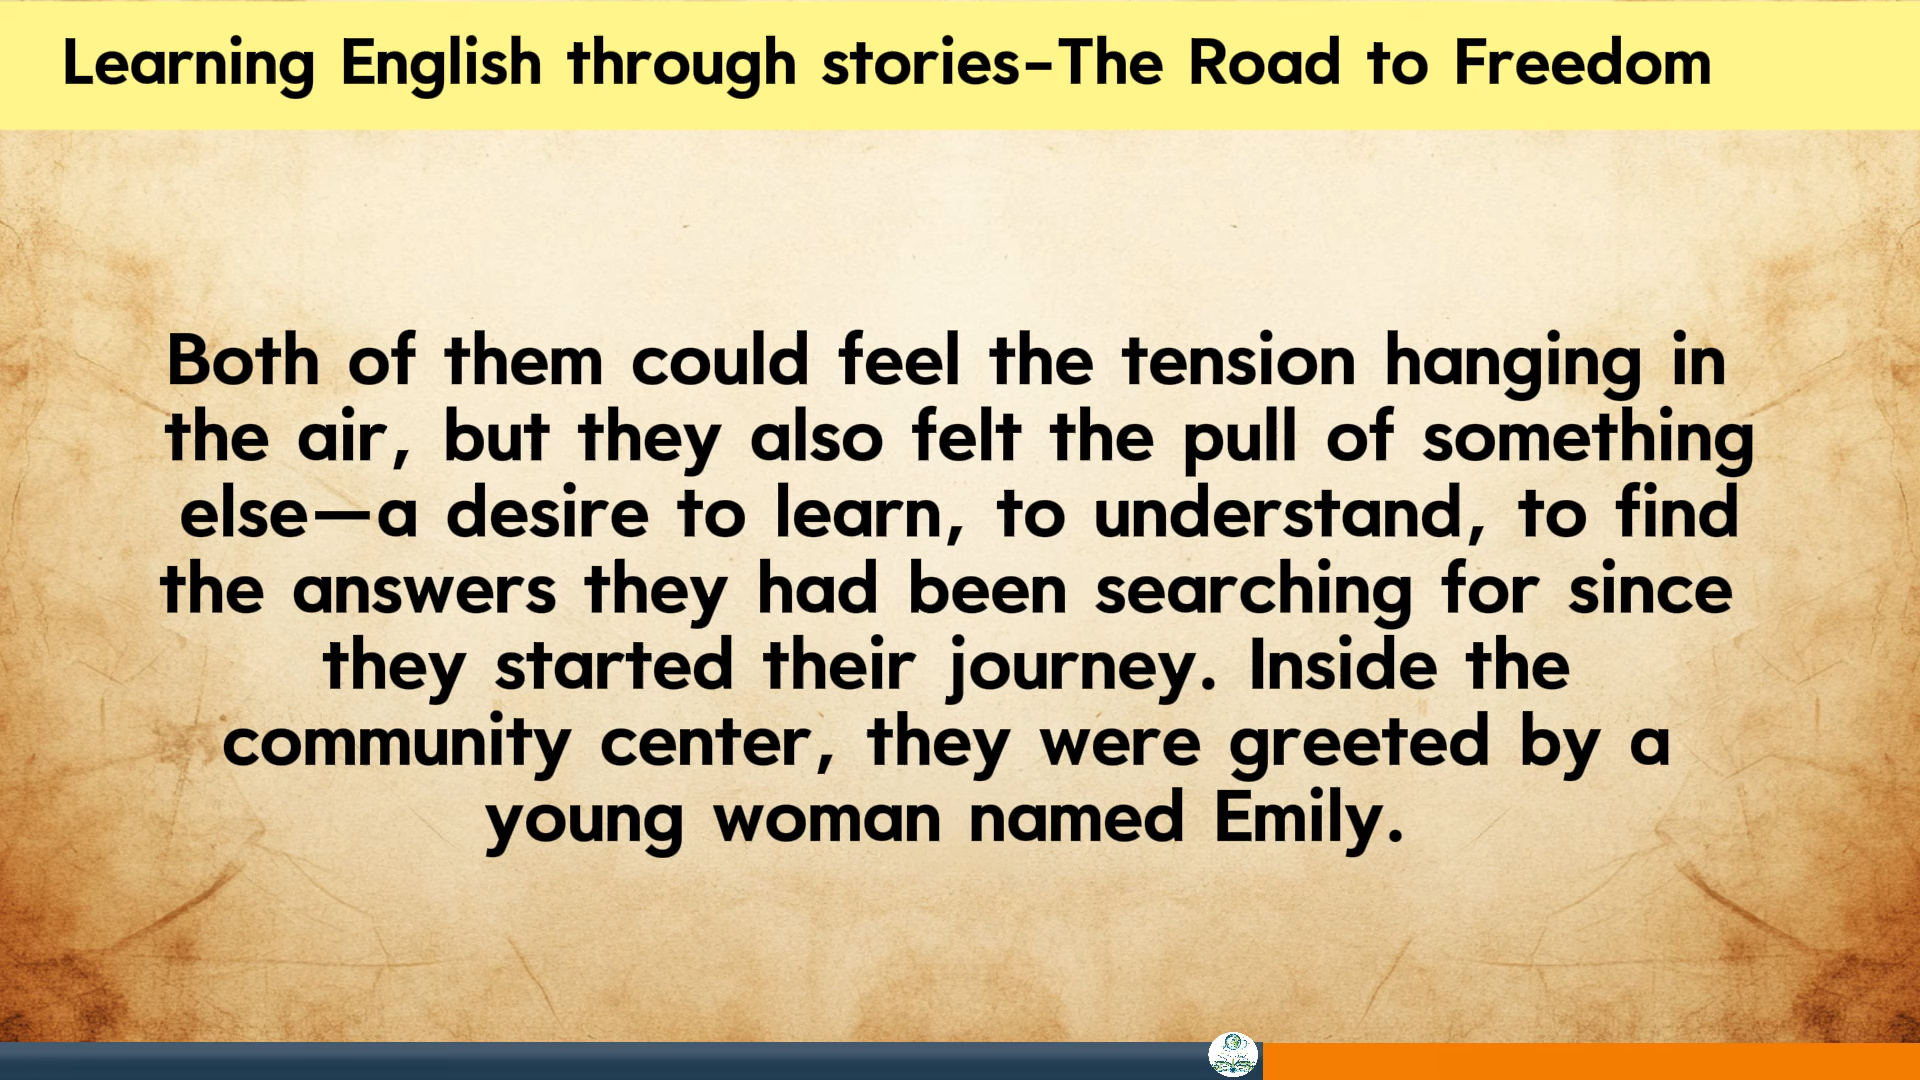 Learning English through stories-The Road to Freedom
Both of them could feel the tension hanging in
the air, but they also felt the pull of something
else—a desire to learn, to understand, to find
the answers they had been searching for since
they started their journey. Inside the
community center, they were greeted by a
young woman named Emily.